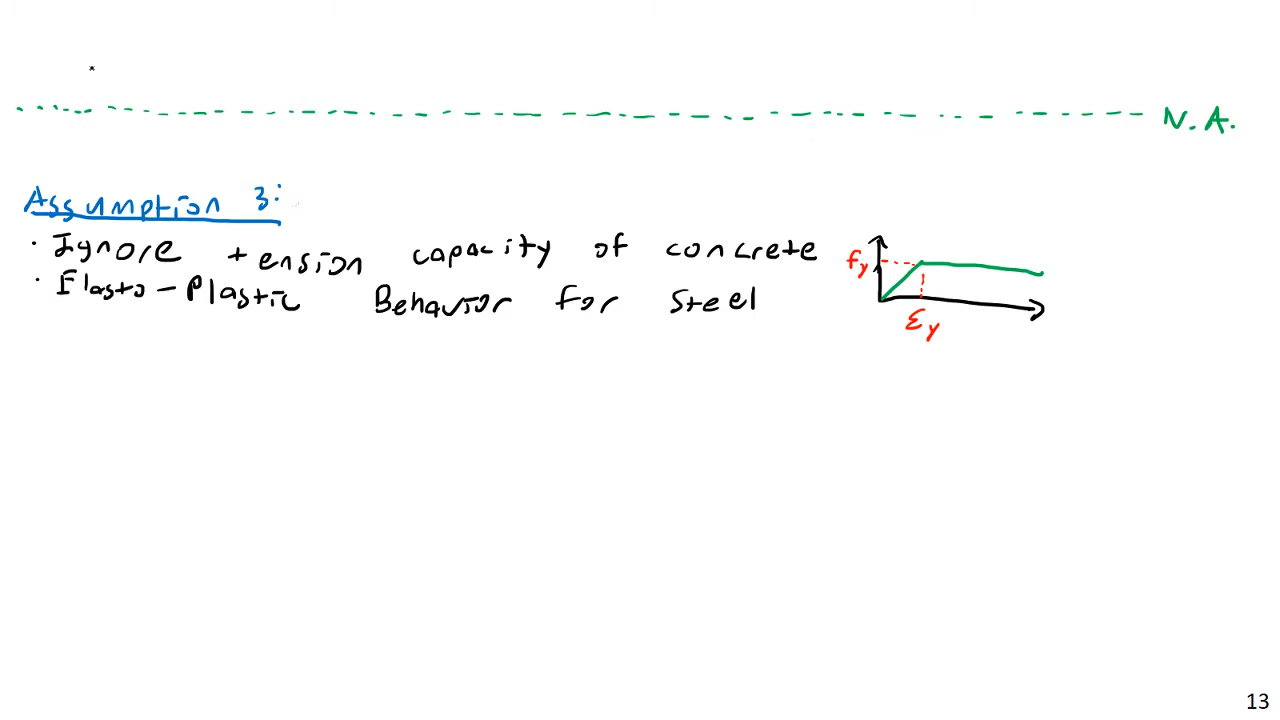 N.A.
Assumption 3:
· Ignore tension capacity of concrete
· Elasto-Plastic Behavior for steel
fy
εy
13